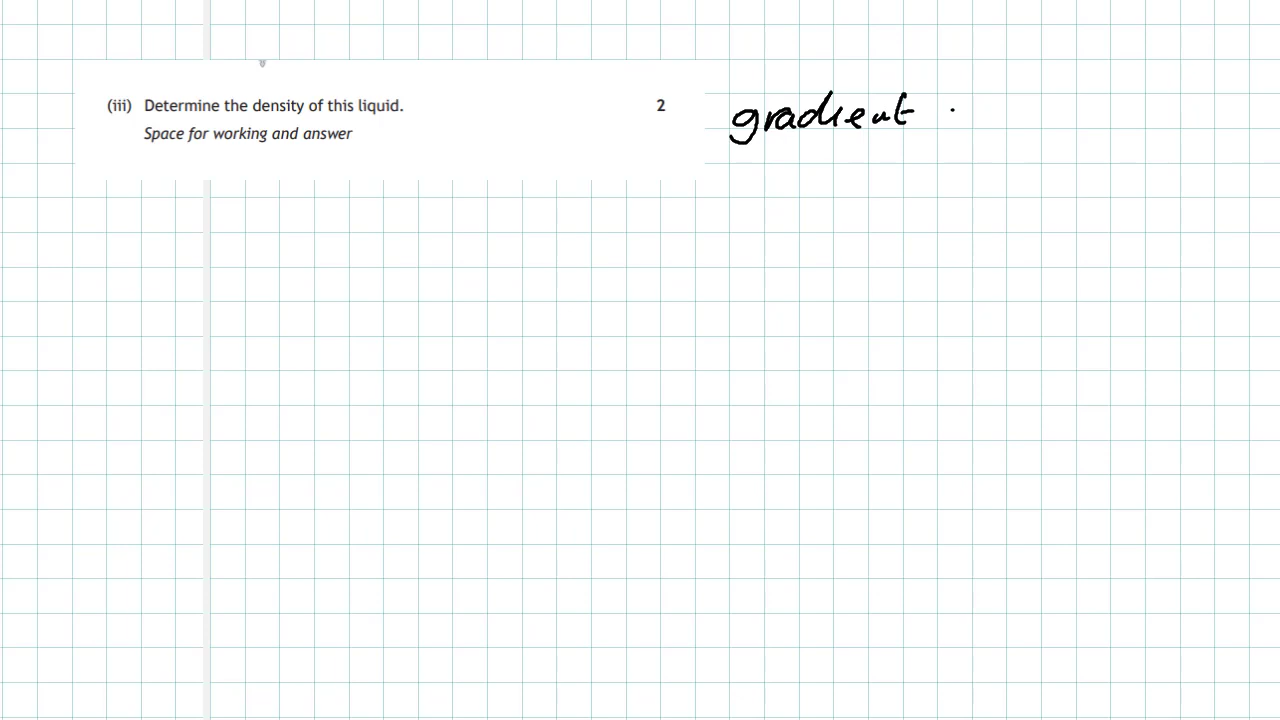 (iii) Determine the density of this liquid. 2
Space for working and answer
gradient